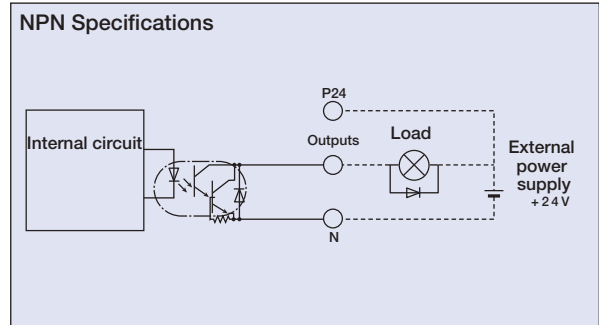 NPN Specifications
P24
Internal circuit
Outputs
Load
External
power
supply
+24V
N